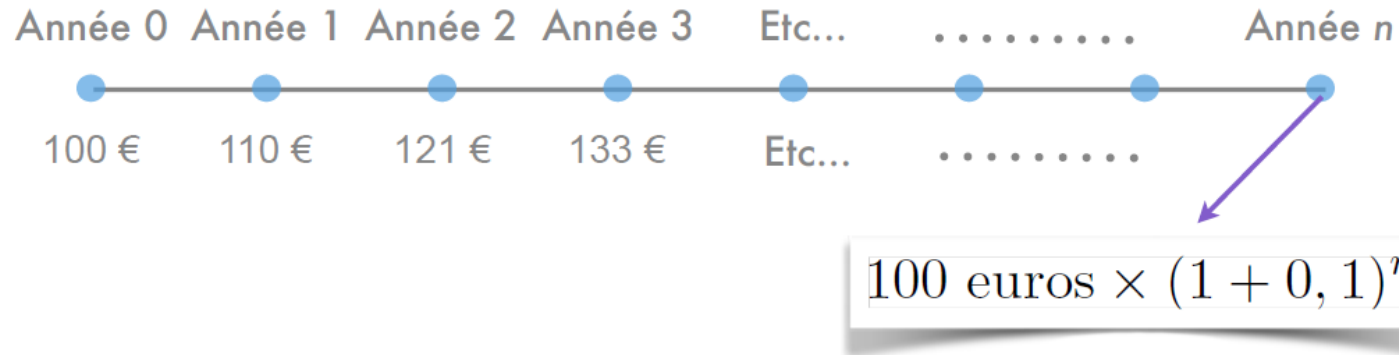 Année 0 Année 1 Année 2 Année 3 Etc... ......... Année n
100 € 110 € 121 € 133 € Etc... .........
100 euros × (1 + 0, 1)ⁿ